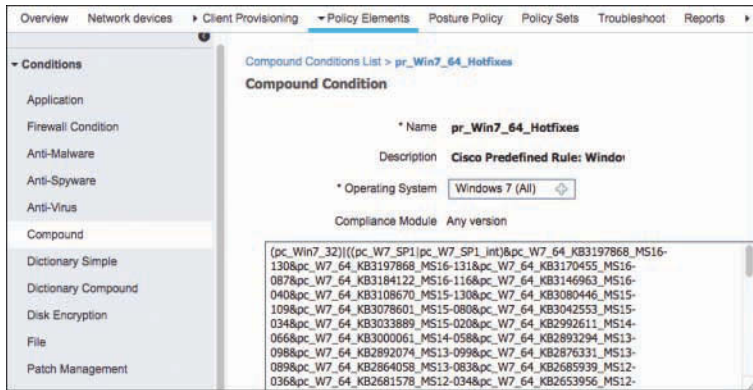 Overview Network devices Client Provisioning Policy Elements Posture Policy Policy Sets Troubleshoot Reports
Conditions
Application
Firewall Condition
Anti-Malware
Anti-Spyware
Anti-Virus
Compound
Dictionary Simple
Dictionary Compound
Disk Encryption
File
Patch Management
Compound Conditions List > pr_Win7_64_Hotfixes
Compound Condition
* Name pr_Win7_64_Hotfixes
Description Cisco Predefined Rule: Windo
* Operating System Windows 7 (All)
Compliance Module Any version
(pc_Win7_32)|((pc_W7_SP1|pc_W7_SP1_int)&pc_W7_64_KB3197868_MS16-
130&pc_W7_64_KB3197868_MS16-131&pc_W7_64_KB3170455_MS16-
087&pc_W7_64_KB3184122_MS16-116&pc_W7_64_KB3146963_MS16-
040&pc_W7_64_KB3108670_MS15-130&pc_W7_64_KB3080446_MS15-
109&pc_W7_64_KB3078601_MS15-080&pc_W7_64_KB3042553_MS15-
034&pc_W7_64_KB3033889_MS15-020&pc_W7_64_KB2992611_MS14-
066&pc_W7_64_KB3000061_MS14-058&pc_W7_64_KB2893294_MS13-
098&pc_W7_64_KB2892074_MS13-099&pc_W7_64_KB2876331_MS13-
089&pc_W7_64_KB2864058_MS13-083&pc_W7_64_KB2685939_MS12-
036&pc_W7_64_KB2681578_MS12-034&pc_W7_64_KB2653956_MS12-